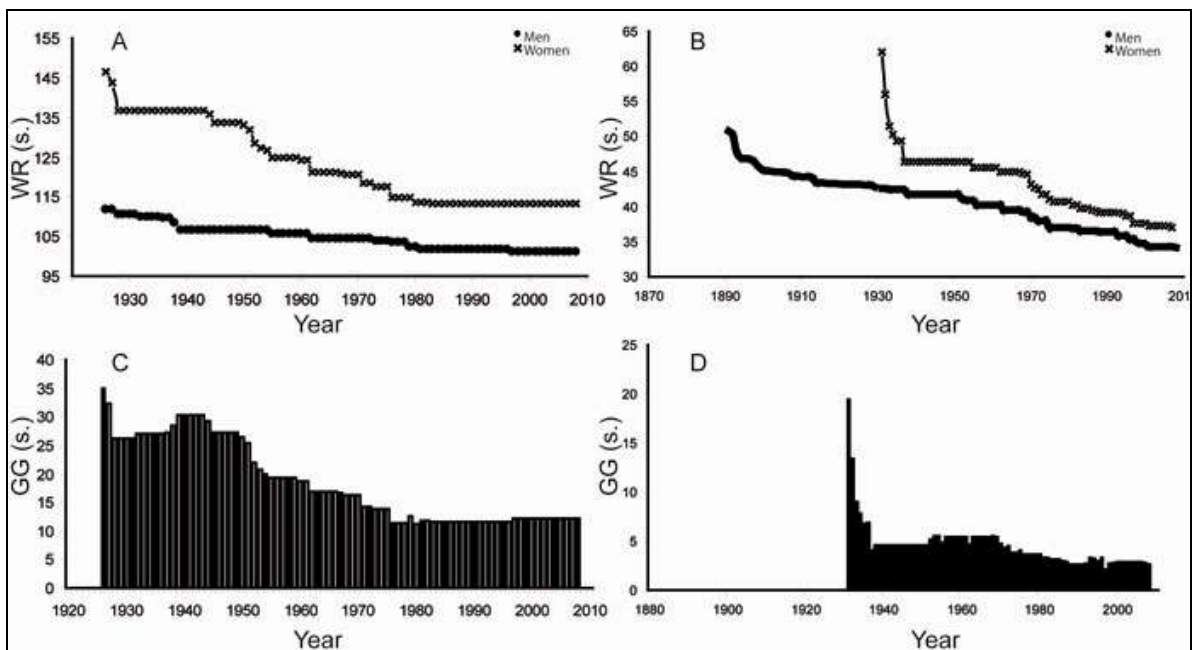 A
Men
Women
WR (s.)
155
145
135
125
115
105
95
1930 1940 1950 1960 1970 1980 1990 2000 2010
Year
B
Men
Women
WR (s.)
65
60
55
50
45
40
35
30
1870 1890 1910 1930 1950 1970 1990 201
Year
C
GG (s.)
40
35
30
25
20
15
10
5
0
1920 1930 1940 1950 1960 1970 1980 1990 2000 2010
Year
D
GG (s.)
25
20
15
10
5
0
1880 1900 1920 1940 1960 1980 2000
Year